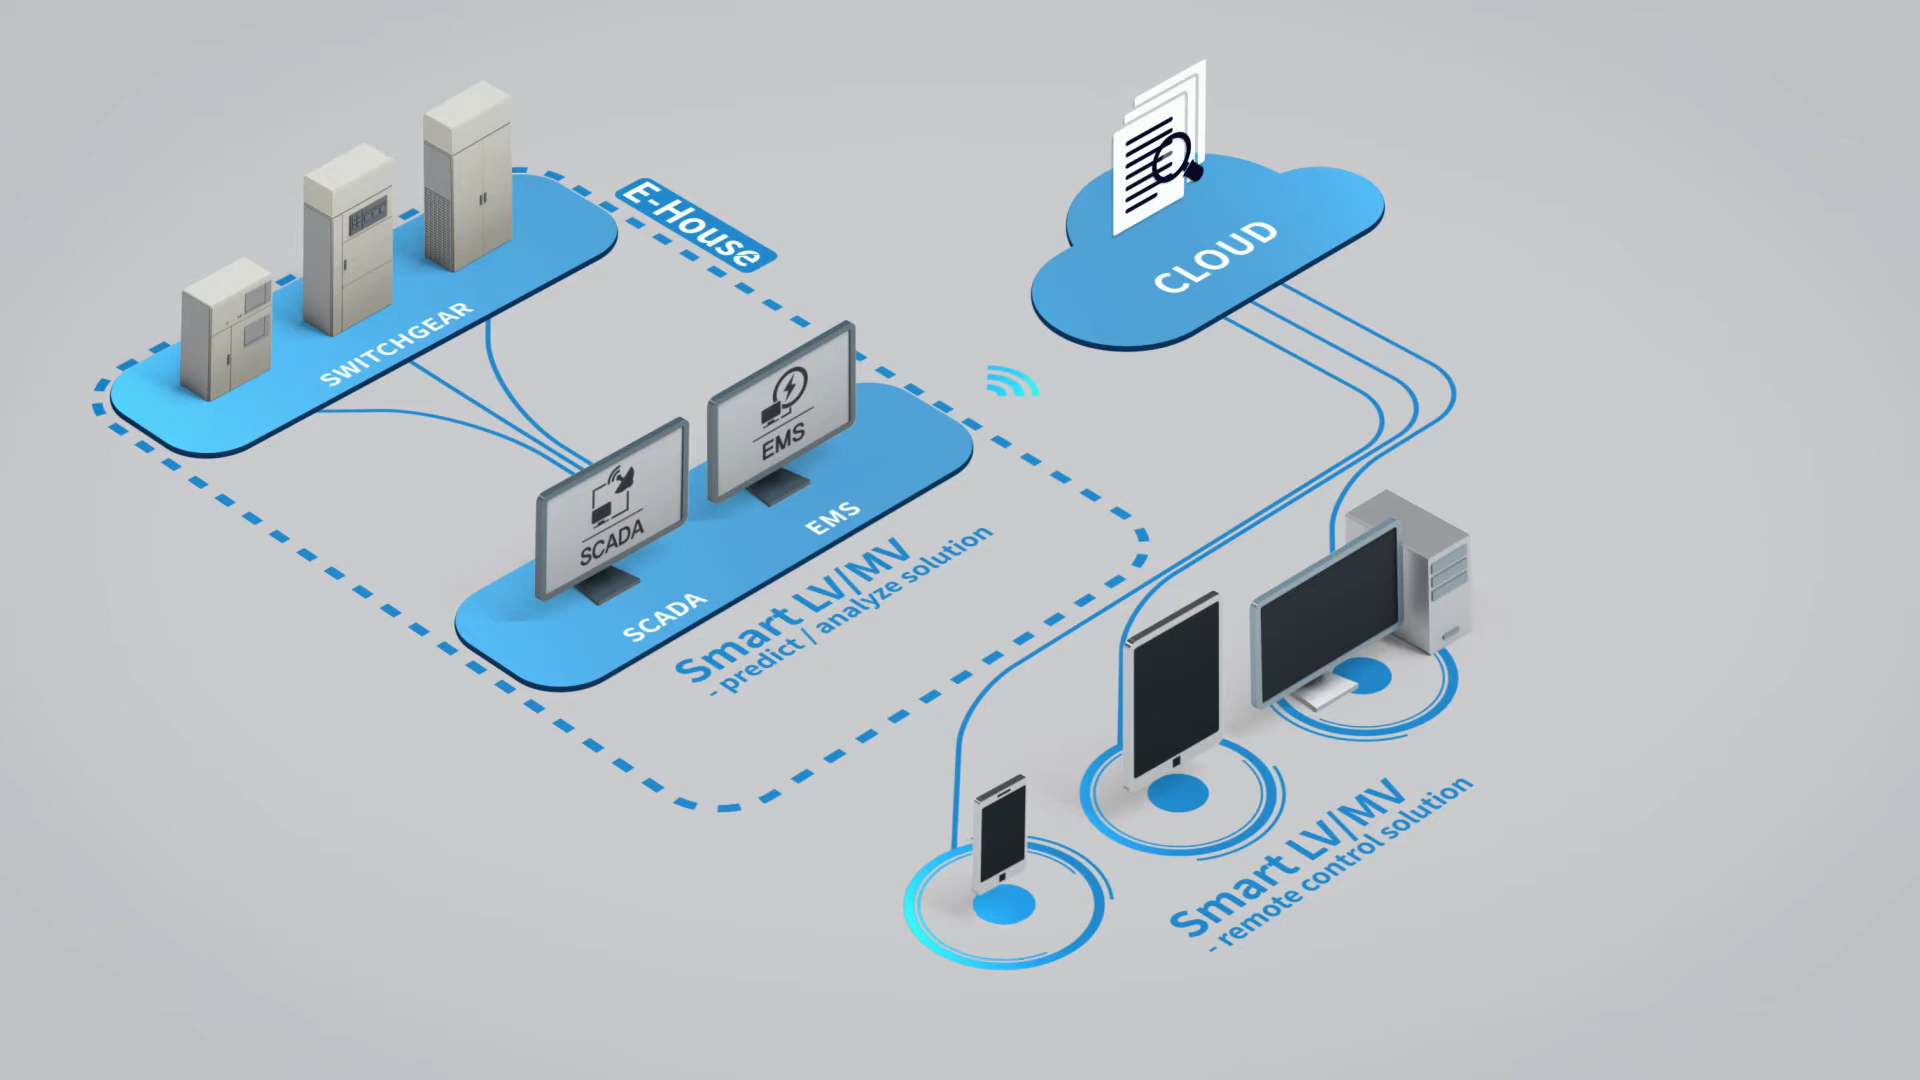 E-House
SWITCHGEAR
CLOUD
EMS
SCADA
EMS
SCADA
Smart LV/MV
- predict / analyze solution
Smart LV/MV
- remote control solution